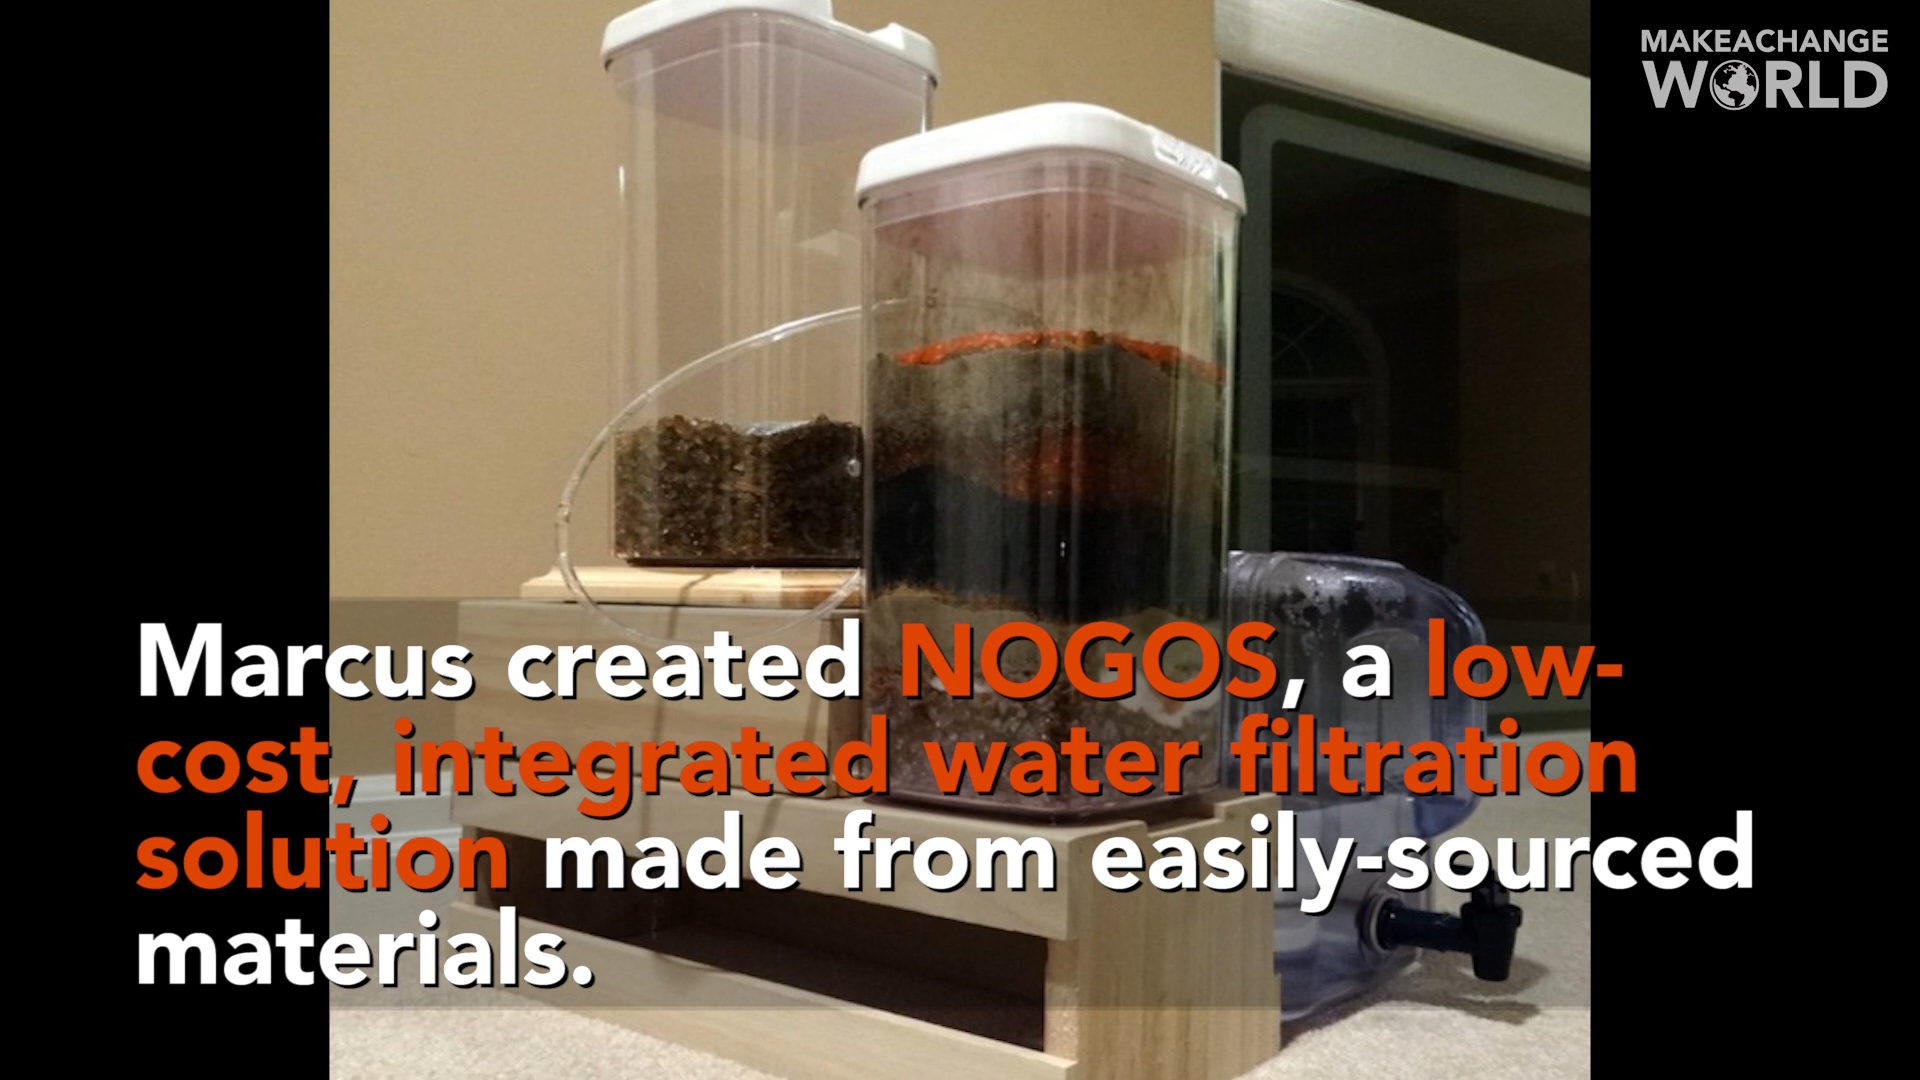 MAKEACHANGE
WORLD
Marcus created NOGOS, a low-
cost, integrated water filtration
solution made from easily-sourced
materials.